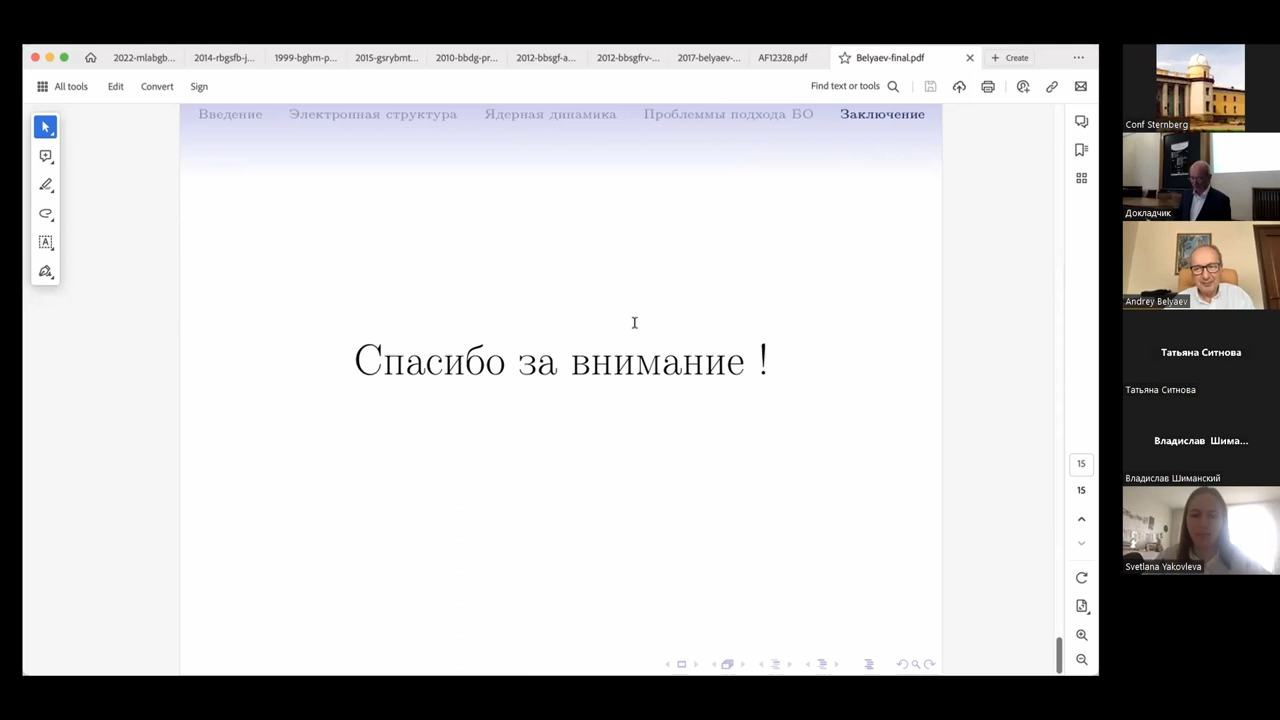 2022-mlabgb... 2014-rbgsfb-j... 1999-bghm-p... 2015-gsrybmt... 2010-bbdg-pr... 2012-bbsgf-a... 2012-bbsgfrv-... 2017-belyaev-... AF12328.pdf Belyaev-final.pdf Create
All tools Edit Convert Sign Find text or tools
Введение Электронная структура Ядерная динамика Проблеммы подхода БО Заключение
Спасибо за внимание !
15
15
Conf Sternberg
Докладчик
Andrey Belyaev
Татьяна Ситнова
Татьяна Ситнова
Владислав Шима...
Владислав Шиманский
Svetlana Yakovleva